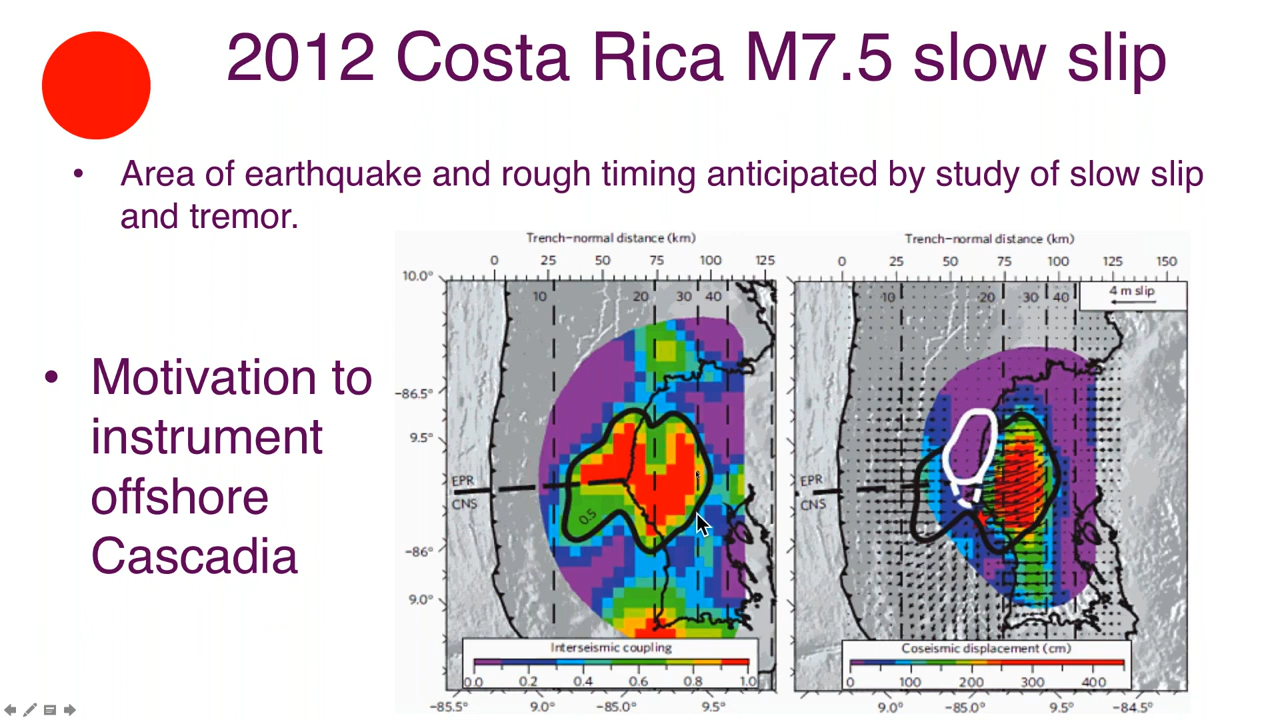 2012 Costa Rica M7.5 slow slip
• Area of earthquake and rough timing anticipated by study of slow slip
and tremor.
• Motivation to
instrument
offshore
Cascadia
Trench–normal distance (km)
0 25 50 75 100 125
10.0°
10 20 30 40
−86.5°
9.5°
EPR
CNS
0.5
−86°
9.0°
Interseismic coupling
0.0 0.2 0.4 0.6 0.8 1.0
−85.5° 9.0° −85.0° 9.5°
Trench–normal distance (km)
0 25 50 75 100 125 150
4 m slip
10 20 30 40
EPR
CNS
Coseismic displacement (cm)
0 100 200 300 400
9.0° −85.0° 9.5° −84.5°